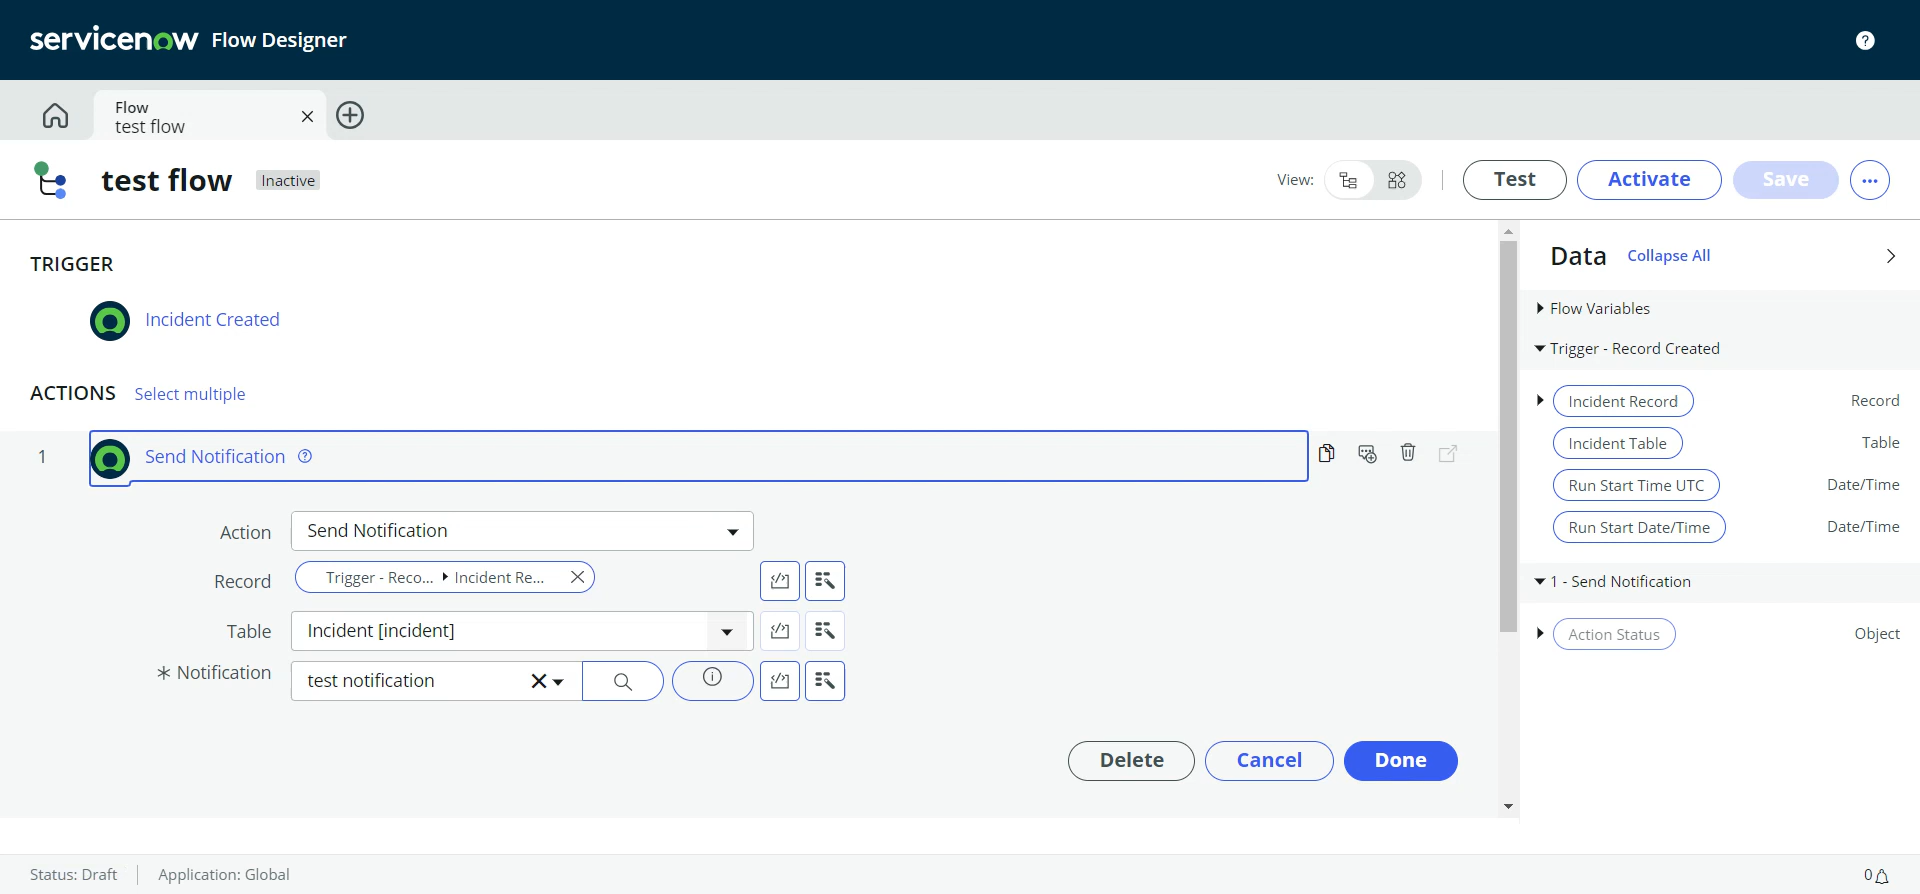 servicenow Flow Designer
?
Flow
test flow
test flow Inactive
View:
Test Activate Save
TRIGGER
Incident Created
ACTIONS Select multiple
1 Send Notification ?
Action Send Notification
Record Trigger - Reco... Incident Re...
Table Incident [incident]
* Notification test notification
Delete Cancel Done
Data Collapse All
Flow Variables
Trigger - Record Created
Incident Record Record
Incident Table Table
Run Start Time UTC Date/Time
Run Start Date/Time Date/Time
1 - Send Notification
Action Status Object
Status: Draft Application: Global
0